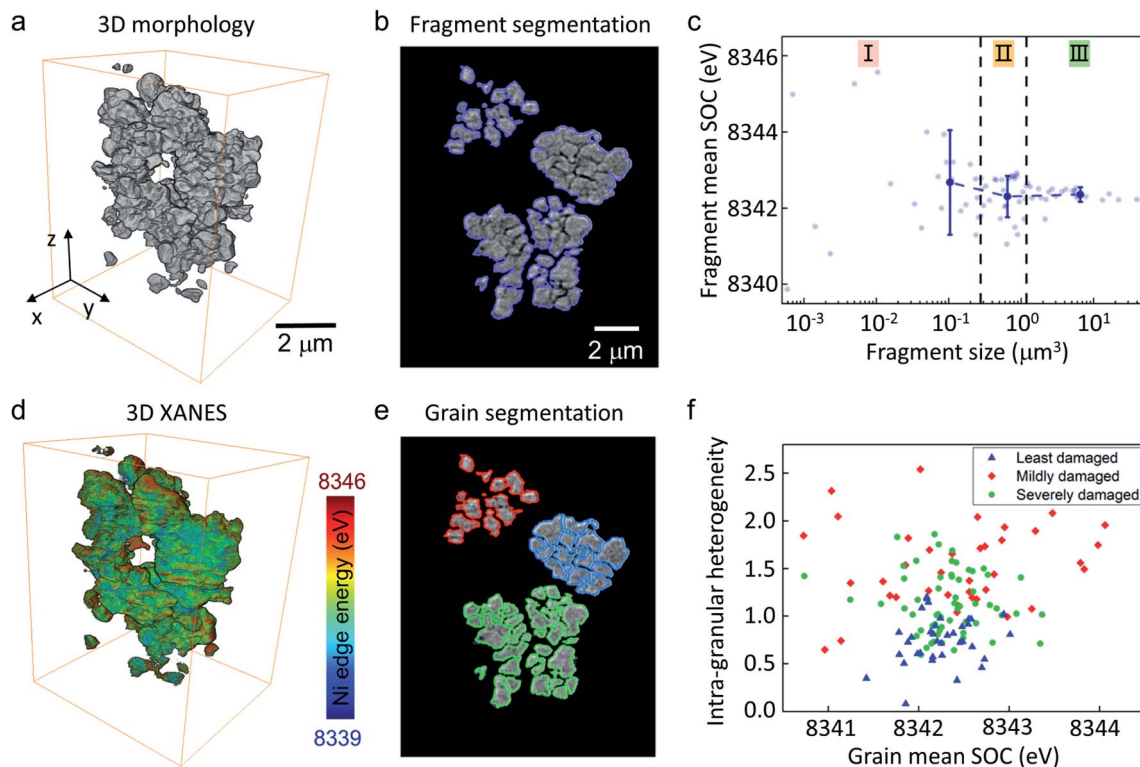 a 3D morphology
z
x
y
2 μm
b Fragment segmentation
2 μm
c
Fragment mean SOC (eV)
8346
8344
8342
8340
I II III
10⁻³ 10⁻² 10⁻¹ 10⁰ 10¹
Fragment size (μm³)
d 3D XANES
8346
Ni edge energy (eV)
8339
e Grain segmentation
f
Intra-granular heterogeneity
2.5
2.0
1.5
1.0
0.5
0.0
Least damaged
Mildly damaged
Severely damaged
8341 8342 8343 8344
Grain mean SOC (eV)